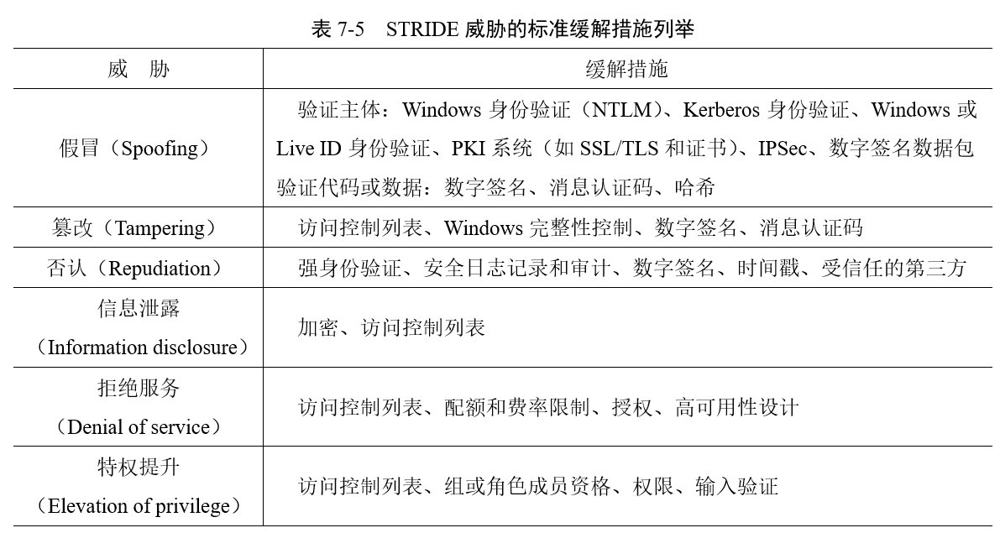 表 7-5 STRIDE 威胁的标准缓解措施列举
威 胁 缓解措施
假冒（Spoofing）
验证主体：Windows 身份验证（NTLM）、Kerberos 身份验证、Windows 或
Live ID 身份验证、PKI 系统（如 SSL/TLS 和证书）、IPSec、数字签名数据包
验证代码或数据：数字签名、消息认证码、哈希
篡改（Tampering） 访问控制列表、Windows 完整性控制、数字签名、消息认证码
否认（Repudiation） 强身份验证、安全日志记录和审计、数字签名、时间戳、受信任的第三方
信息泄露
（Information disclosure）
加密、访问控制列表
拒绝服务
（Denial of service）
访问控制列表、配额和费率限制、授权、高可用性设计
特权提升
（Elevation of privilege）
访问控制列表、组或角色成员资格、权限、输入验证